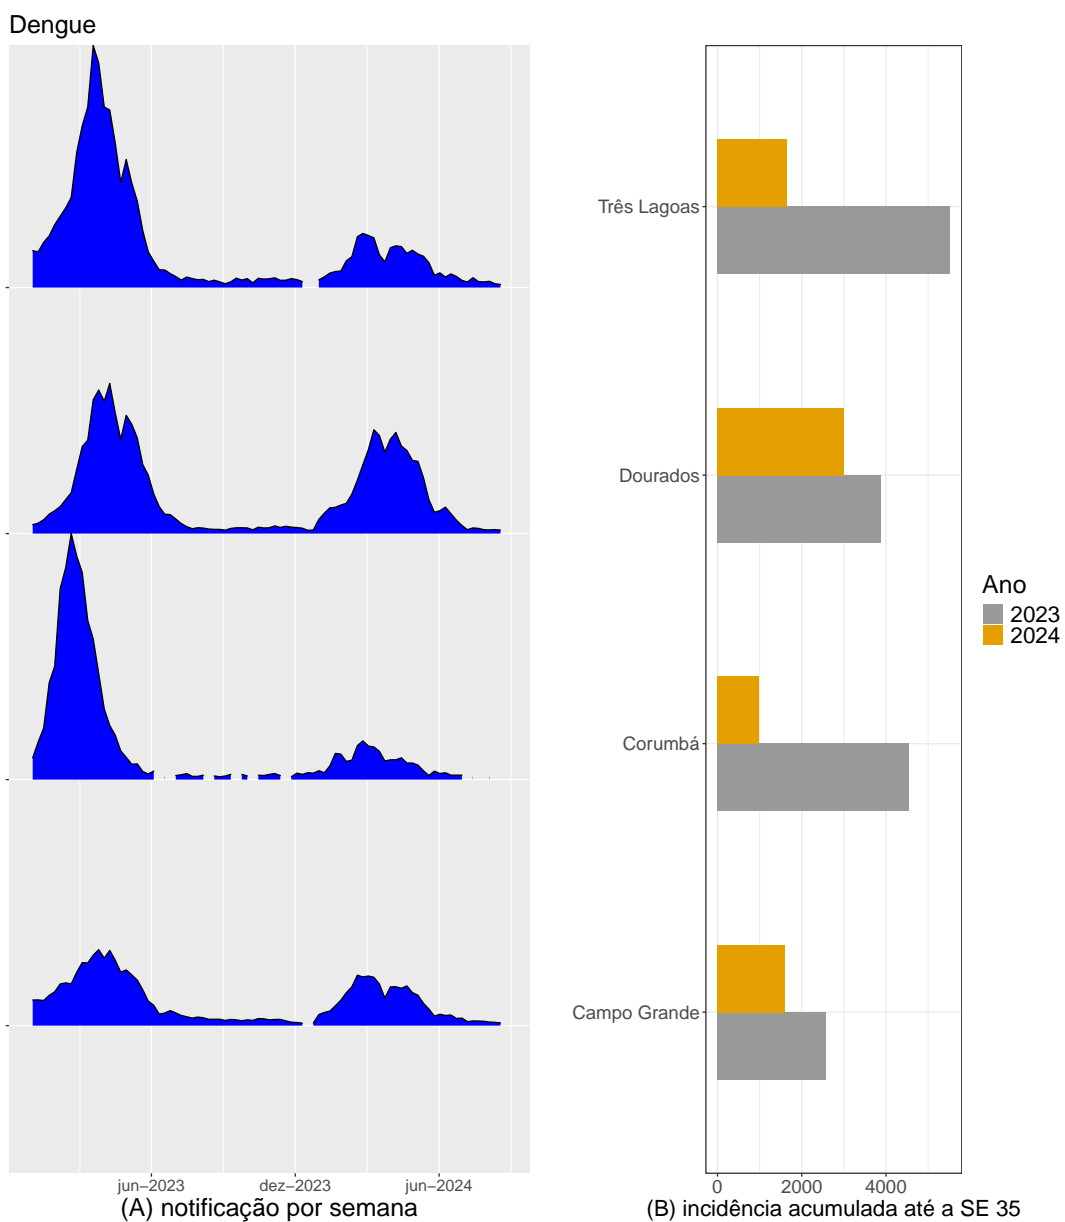 Dengue
Três Lagoas
Dourados
Corumbá
Campo Grande
Ano
2023
2024
jun–2023 dez–2023 jun–2024
(A) notificação por semana
0 2000 4000
(B) incidência acumulada até a SE 35